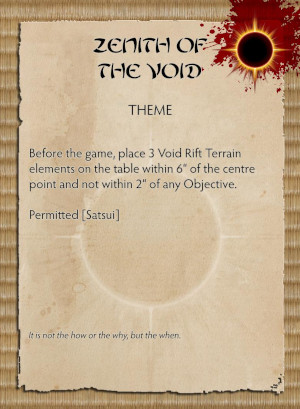 ZENITH OF
THE VOID
THEME
Before the game, place 3 Void Rift Terrain
elements on the table within 6” of the centre
point and not within 2” of any Objective.
Permitted [Satsui]
It is not the how or the why, but the when.